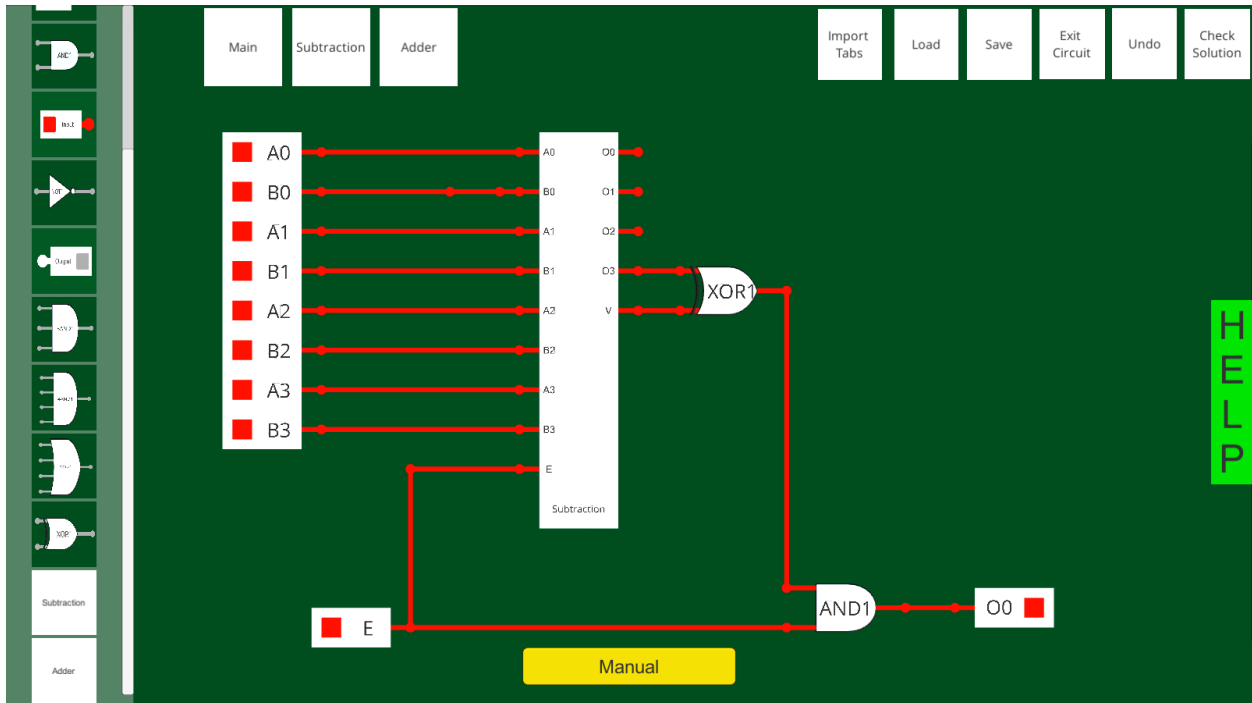 Main
Subtraction
Adder
Import
Tabs
Load
Save
Exit
Circuit
Undo
Check
Solution
AND1
Input
NOT
Output
XOR
Subtraction
Adder
A0
B0
A1
B1
A2
B2
A3
B3
A0
B0
A1
B1
A2
B2
A3
B3
E
O0
O1
O2
O3
V
Subtraction
XOR1
E
AND1
O0
Manual
H
E
L
P